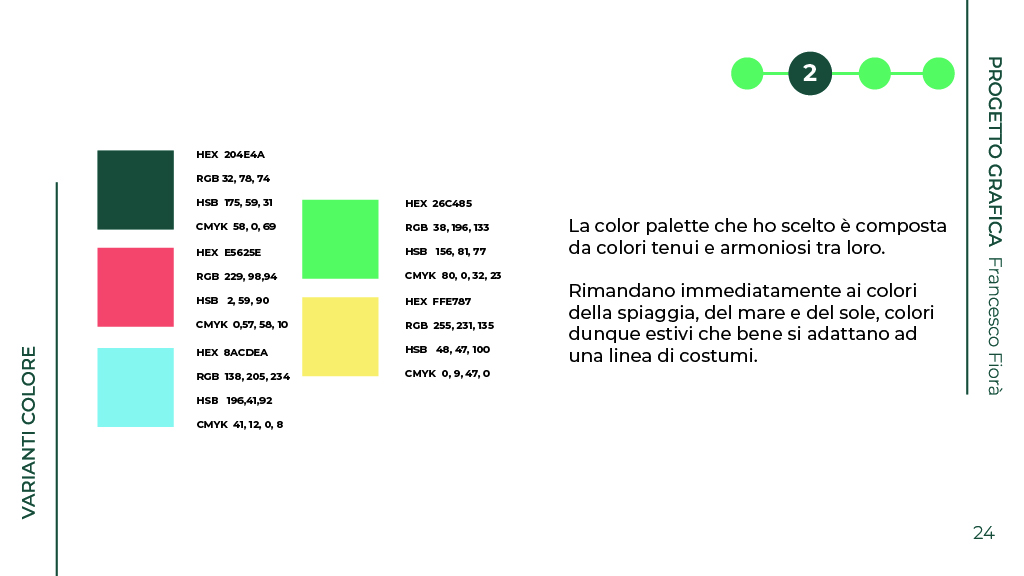 2
PROGETTO GRAFICA Francesco Fiorà
HEX 204E4A
RGB 32, 78, 74
HSB 175, 59, 31
CMYK 58, 0, 69
HEX E5625E
RGB 229, 98,94
HSB 2, 59, 90
CMYK 0,57, 58, 10
HEX 8ACDEA
RGB 138, 205, 234
HSB 196,41,92
CMYK 41, 12, 0, 8
HEX 26C485
RGB 38, 196, 133
HSB 156, 81, 77
CMYK 80, 0, 32, 23
HEX FFE787
RGB 255, 231, 135
HSB 48, 47, 100
CMYK 0, 9, 47, 0
La color palette che ho scelto è composta
da colori tenui e armoniosi tra loro.
Rimandano immediatamente ai colori
della spiaggia, del mare e del sole, colori
dunque estivi che bene si adattano ad
una linea di costumi.
VARIANTI COLORE
24